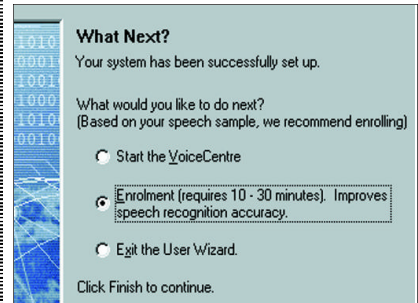 What Next?
Your system has been successfully set up.
What would you like to do next?
(Based on your speech sample, we recommend enrolling)
Start the VoiceCentre
Enrolment (requires 10 - 30 minutes). Improves
speech recognition accuracy.
Exit the User Wizard.
Click Finish to continue.